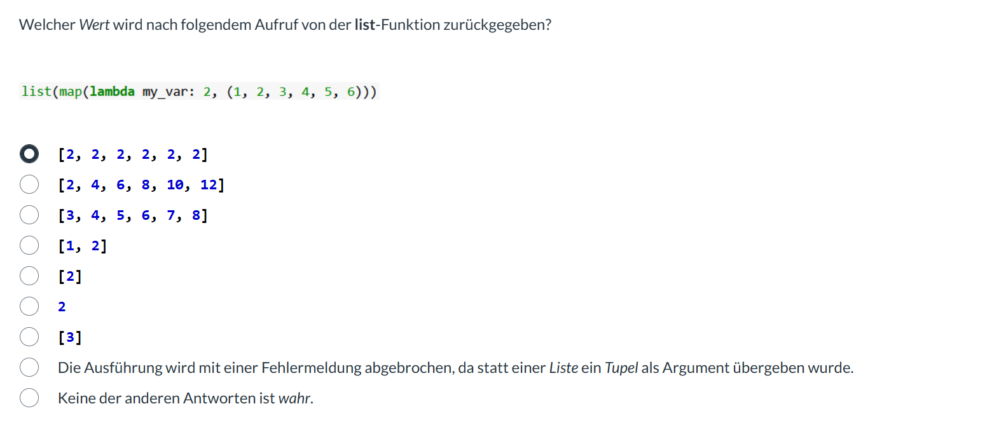 Welcher Wert wird nach folgendem Aufruf von der list-Funktion zurückgegeben?
list(map(lambda my_var: 2, (1, 2, 3, 4, 5, 6)))
[2, 2, 2, 2, 2, 2]
[2, 4, 6, 8, 10, 12]
[3, 4, 5, 6, 7, 8]
[1, 2]
[2]
2
[3]
Die Ausführung wird mit einer Fehlermeldung abgebrochen, da statt einer Liste ein Tupel als Argument übergeben wurde.
Keine der anderen Antworten ist wahr.